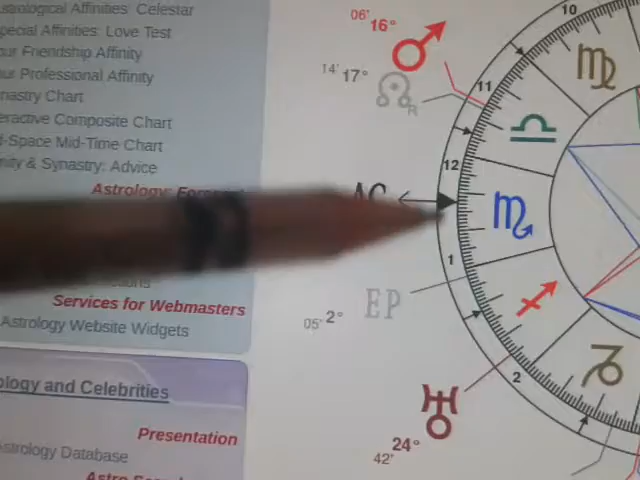 Astrological Affinities: Celestar
Special Affinities: Love Test
Your Friendship Affinity
Your Professional Affinity
Synastry Chart
Interactive Composite Chart
Mid-Space Mid-Time Chart
& Synastry: Advice
Astrology:
Services for Webmasters
Astrology Website Widgets
Astrology and Celebrities
Presentation
Astrology Database
10
06' 16°
14' 17°
R
11
12
AC
1
EP
05' 2°
2
24°
42'